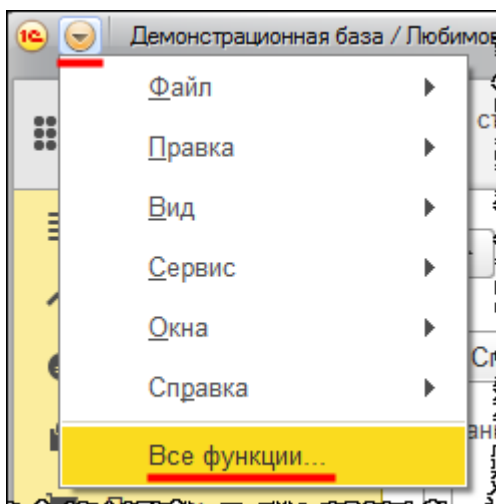 1С Демонстрационная база / Любимов
Файл
Правка
Вид
Сервис
Окна
Справка
Все функции...